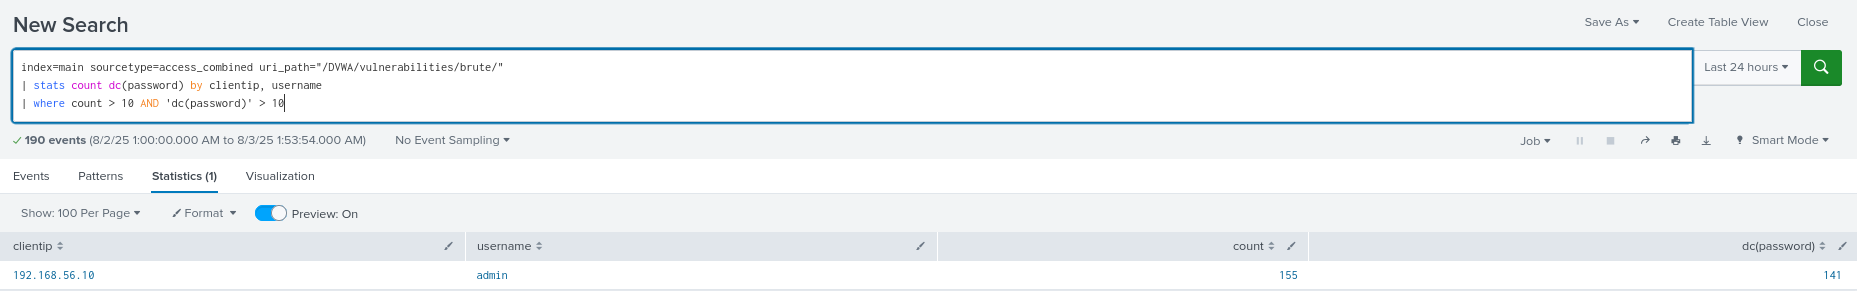 New Search
Save As
Create Table View
Close
index=main sourcetype=access_combined uri_path="/DVWA/vulnerabilities/brute/"
| stats count dc(password) by clientip, username
| where count > 10 AND 'dc(password)' > 10
Last 24 hours
190 events (8/2/25 1:00:00.000 AM to 8/3/25 1:53:54.000 AM)
No Event Sampling
Job
Smart Mode
Events
Patterns
Statistics (1)
Visualization
Show: 100 Per Page
Format
Preview: On
clientip
username
count
dc(password)
192.168.56.10
admin
155
141